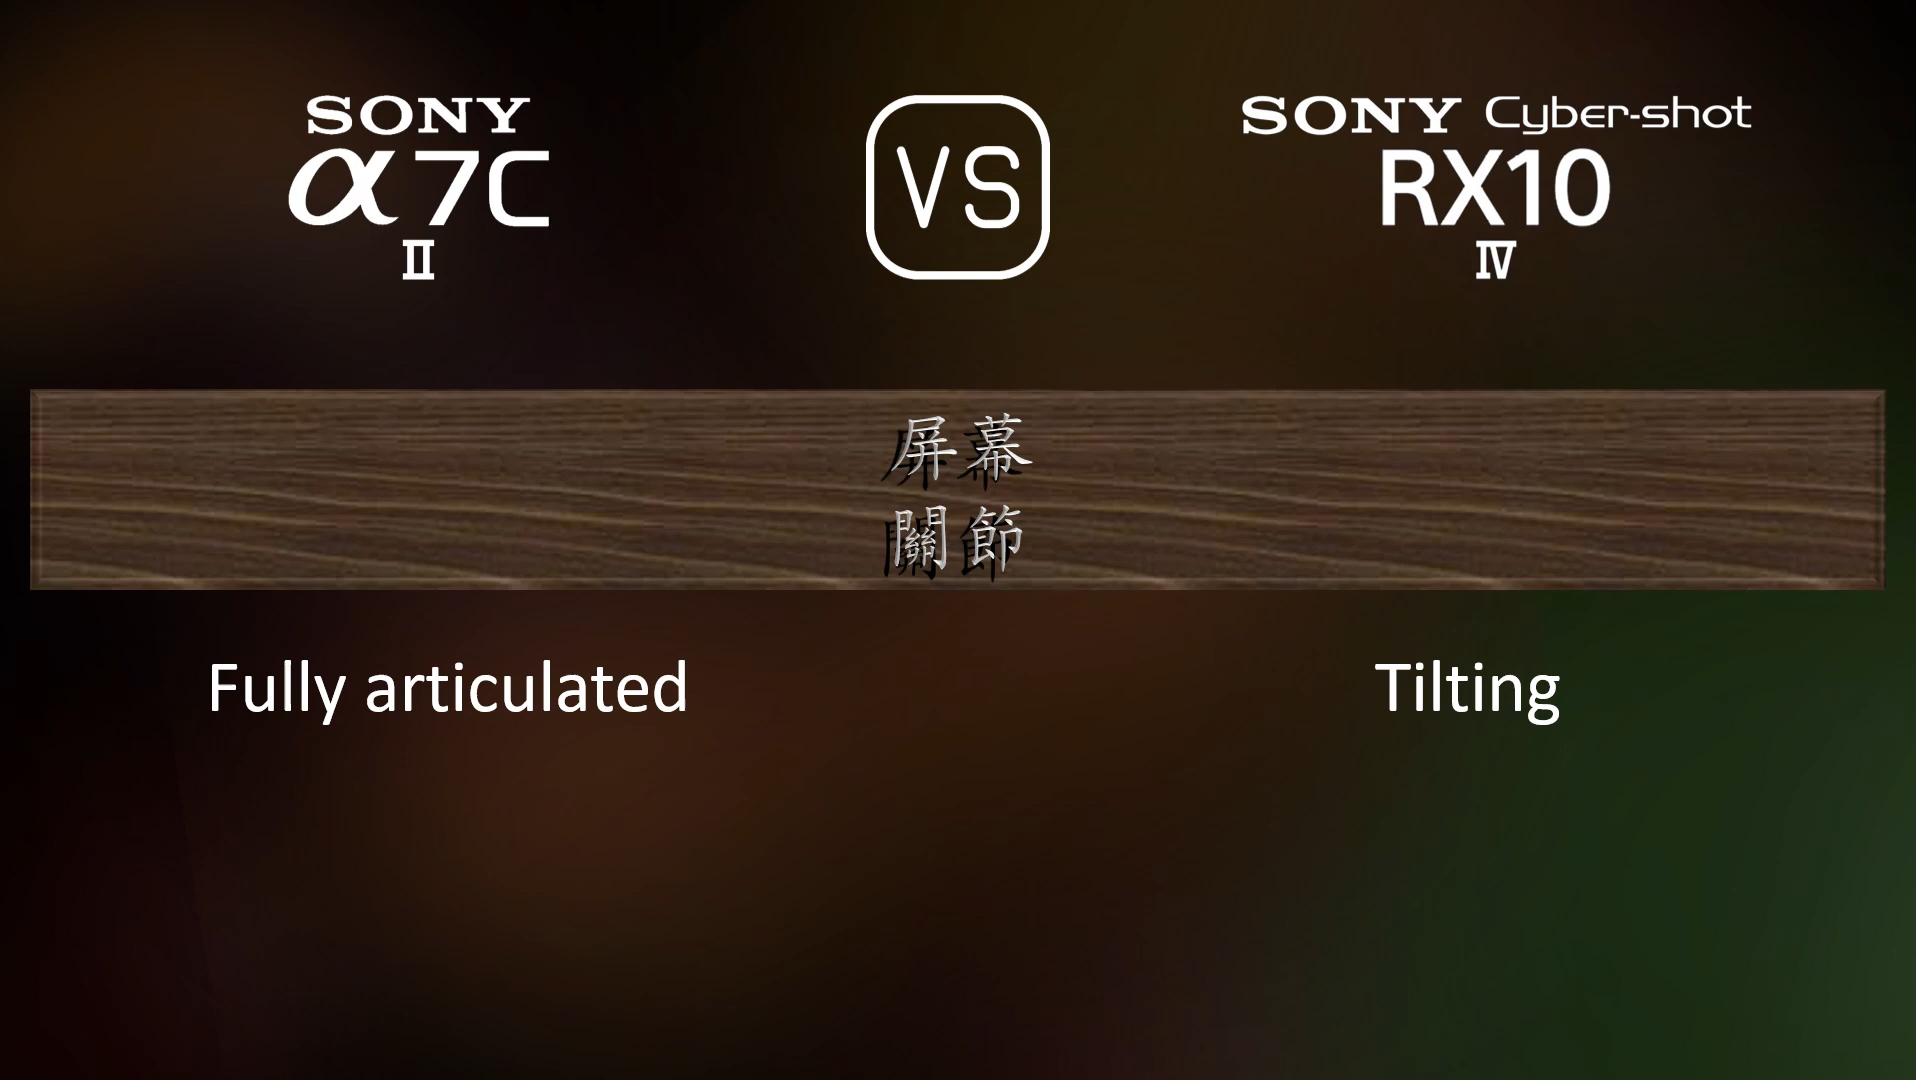 SONY
α7C
II
VS
SONY Cyber-shot
RX10
IV
屏幕
關節
Fully articulated
Tilting